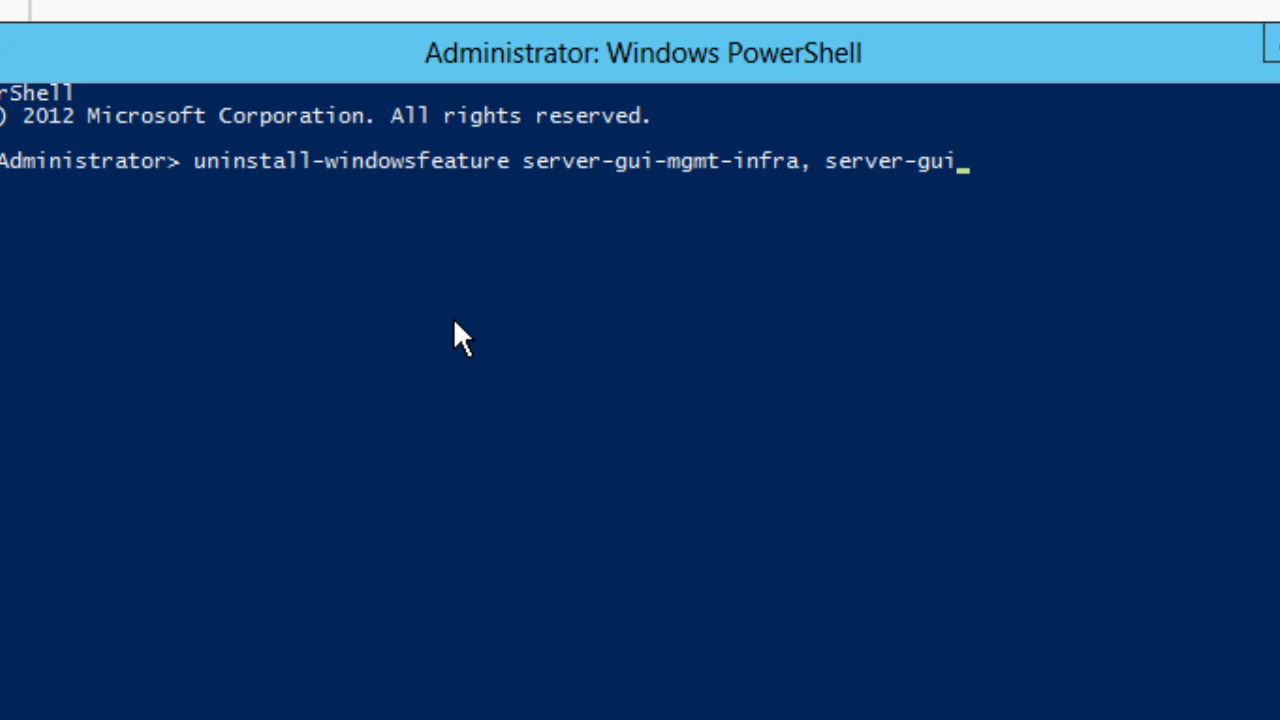 Administrator: Windows PowerShell
rShell
) 2012 Microsoft Corporation. All rights reserved.
Administrator> uninstall-windowsfeature server-gui-mgmt-infra, server-gui